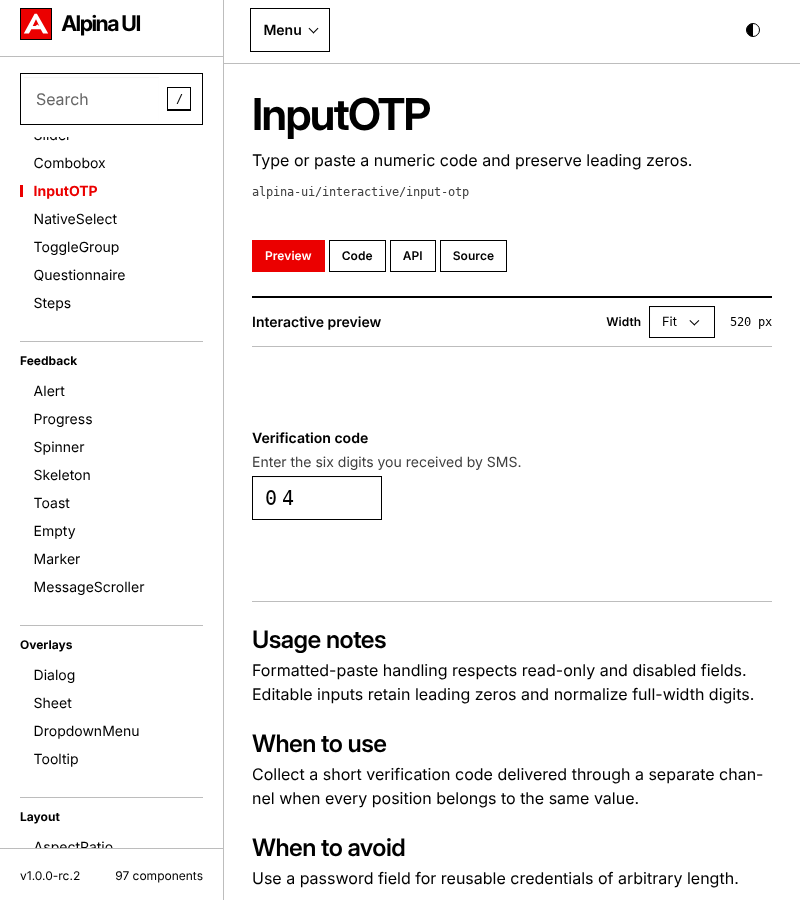 Alpina UI
Search
/
Slider
Combobox
InputOTP
NativeSelect
ToggleGroup
Questionnaire
Steps
Feedback
Alert
Progress
Spinner
Skeleton
Toast
Empty
Marker
MessageScroller
Overlays
Dialog
Sheet
DropdownMenu
Tooltip
Layout
AspectRatio
v1.0.0-rc.2
97 components
Menu
InputOTP
Type or paste a numeric code and preserve leading zeros.
alpina-ui/interactive/input-otp
Preview
Code
API
Source
Interactive preview
Width
Fit
520 px
Verification code
Enter the six digits you received by SMS.
04
Usage notes
Formatted-paste handling respects read-only and disabled fields.
Editable inputs retain leading zeros and normalize full-width digits.
When to use
Collect a short verification code delivered through a separate chan-
nel when every position belongs to the same value.
When to avoid
Use a password field for reusable credentials of arbitrary length.